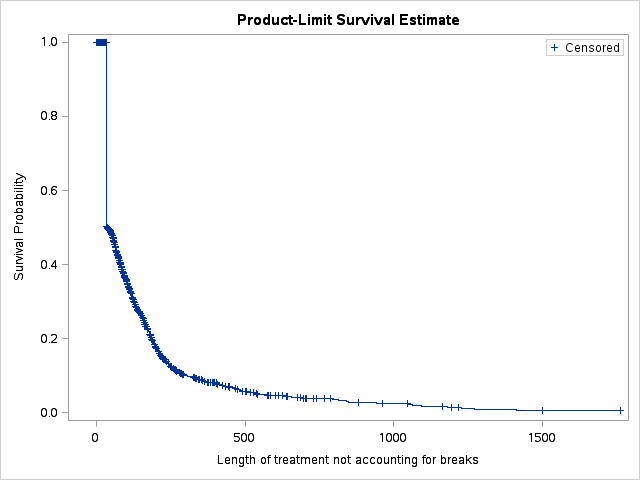 Product-Limit Survival Estimate
+ Censored
1.0
0.8
0.6
0.4
0.2
0.0
Survival Probability
0
500
1000
1500
Length of treatment not accounting for breaks